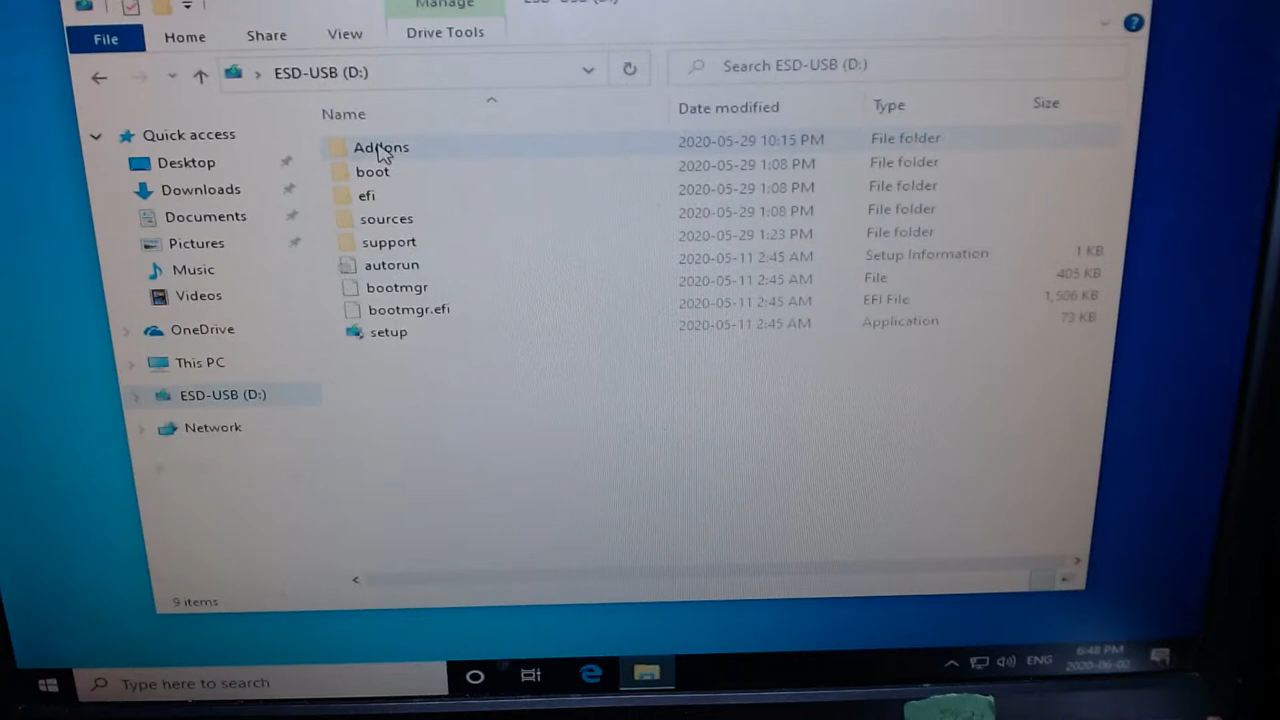 Manage
File Home Share View Drive Tools
ESD-USB (D:) Search ESD-USB (D:)
Name Date modified Type Size
Quick access
Desktop
Downloads
Documents
Pictures
Music
Videos
OneDrive
This PC
ESD-USB (D:)
Network
Addons 2020-05-29 10:15 PM File folder
boot 2020-05-29 1:08 PM File folder
efi 2020-05-29 1:08 PM File folder
sources 2020-05-29 1:08 PM File folder
support 2020-05-29 1:23 PM File folder
autorun 2020-05-11 2:45 AM Setup Information 1 KB
bootmgr 2020-05-11 2:45 AM File 405 KB
bootmgr.efi 2020-05-11 2:45 AM EFI File 1,506 KB
setup 2020-05-11 2:45 AM Application 73 KB
9 items
Type here to search
ENG 6:48 PM
2020-06-02